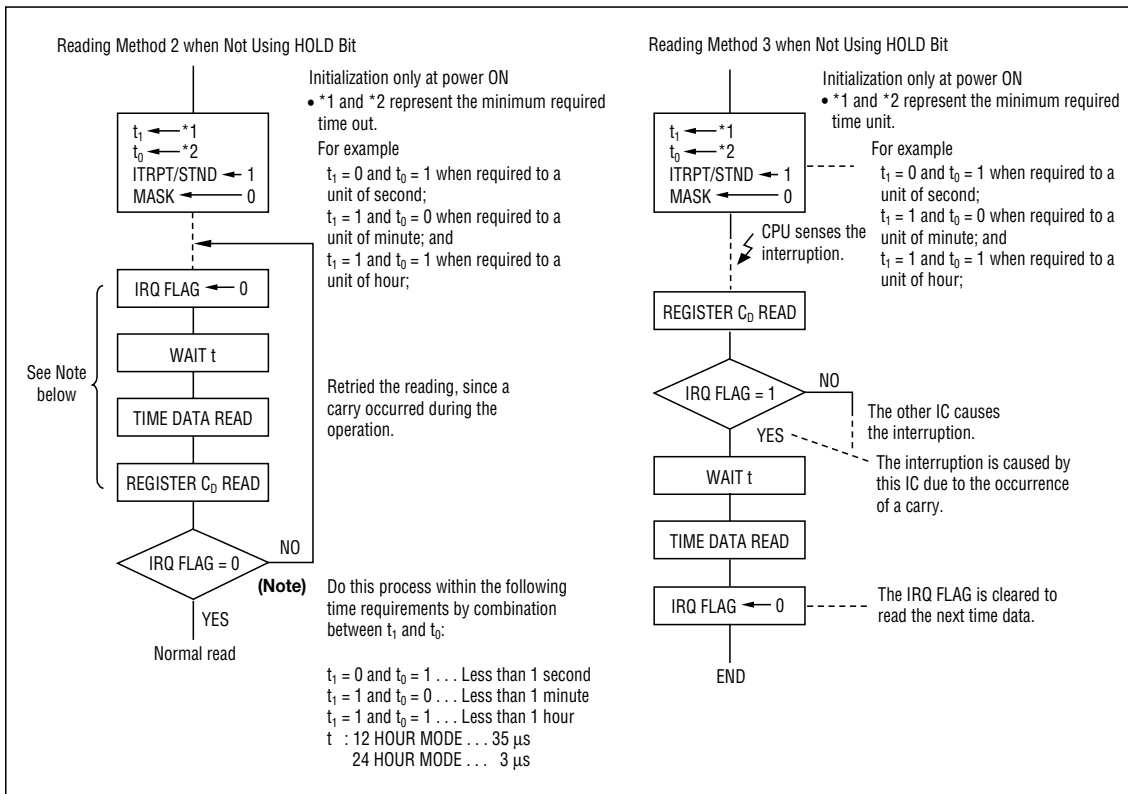 Reading Method 2 when Not Using HOLD Bit
Initialization only at power ON
• *1 and *2 represent the minimum required
time out.
For example
t₁ = 0 and t₀ = 1 when required to a
unit of second;
t₁ = 1 and t₀ = 0 when required to a
unit of minute; and
t₁ = 1 and t₀ = 1 when required to a
unit of hour;
t₁ ← *1
t₀ ← *2
ITRPT/STND ← 1
MASK ← 0
IRQ FLAG ← 0
WAIT t
See Note
below
TIME DATA READ
Retried the reading, since a
carry occurred during the
operation.
REGISTER C_D READ
IRQ FLAG = 0
NO
YES
Normal read
(Note) Do this process within the following
time requirements by combination
between t₁ and t₀:
t₁ = 0 and t₀ = 1 . . . Less than 1 second
t₁ = 1 and t₀ = 0 . . . Less than 1 minute
t₁ = 1 and t₀ = 1 . . . Less than 1 hour
t : 12 HOUR MODE . . . 35 µs
24 HOUR MODE . . . 3 µs
Reading Method 3 when Not Using HOLD Bit
Initialization only at power ON
• *1 and *2 represent the minimum required
time unit.
For example
t₁ = 0 and t₀ = 1 when required to a
unit of second;
t₁ = 1 and t₀ = 0 when required to a
unit of minute; and
t₁ = 1 and t₀ = 1 when required to a
unit of hour;
t₁ ← *1
t₀ ← *2
ITRPT/STND ← 1
MASK ← 0
CPU senses the
interruption.
REGISTER C_D READ
IRQ FLAG = 1
NO
The other IC causes
the interruption.
YES
The interruption is caused by
this IC due to the occurrence
of a carry.
WAIT t
TIME DATA READ
IRQ FLAG ← 0
The IRQ FLAG is cleared to
read the next time data.
END